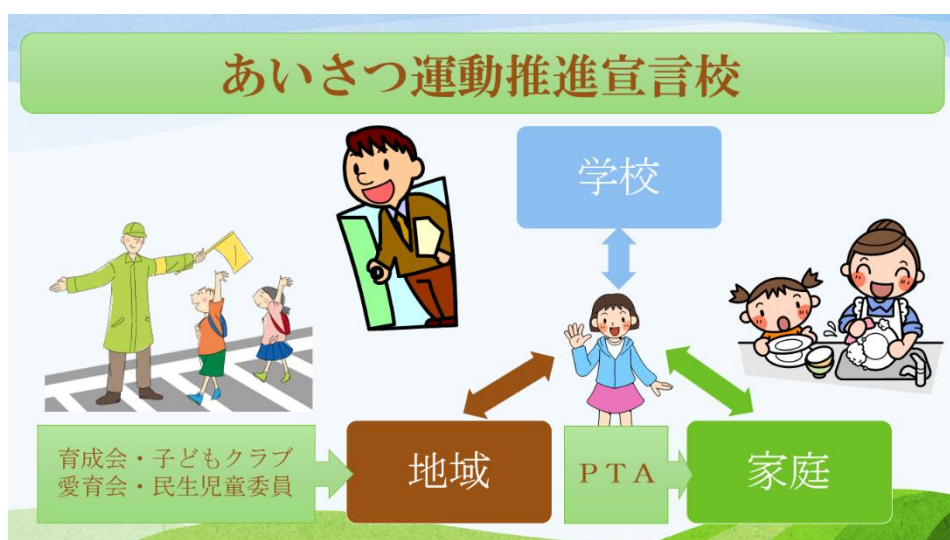 あいさつ運動推進宣言校
学校
育成会・子どもクラブ
愛育会・民生児童委員
地域
ＰＴＡ
家庭